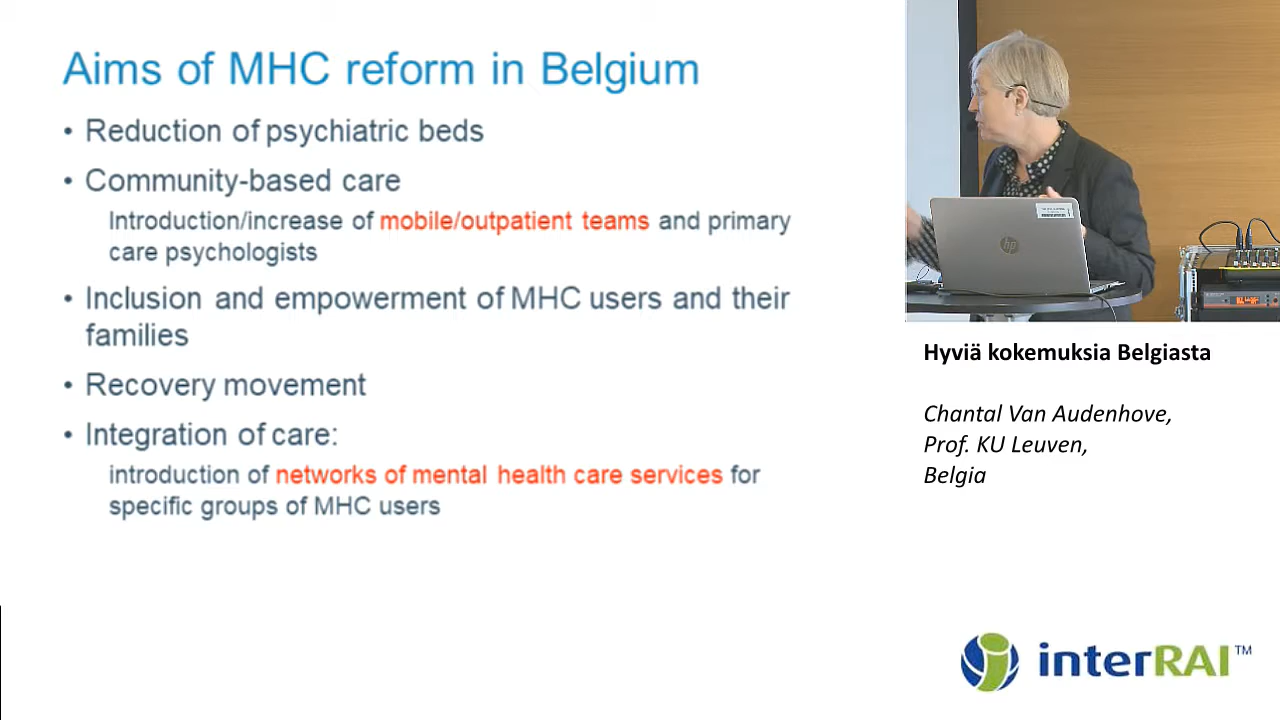 Aims of MHC reform in Belgium
• Reduction of psychiatric beds
• Community-based care
Introduction/increase of mobile/outpatient teams and primary
care psychologists
• Inclusion and empowerment of MHC users and their
families
• Recovery movement
• Integration of care:
introduction of networks of mental health care services for
specific groups of MHC users
hp
Hyviä kokemuksia Belgiasta
Chantal Van Audenhove,
Prof. KU Leuven,
Belgia
interRAI™